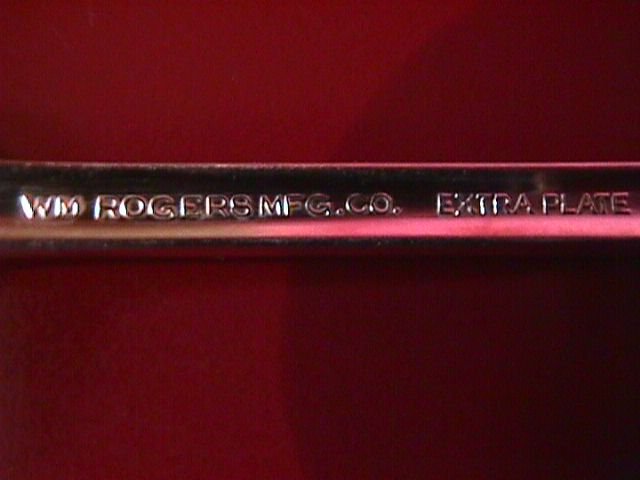 WM ROGERS MFG.CO. EXTRA PLATE